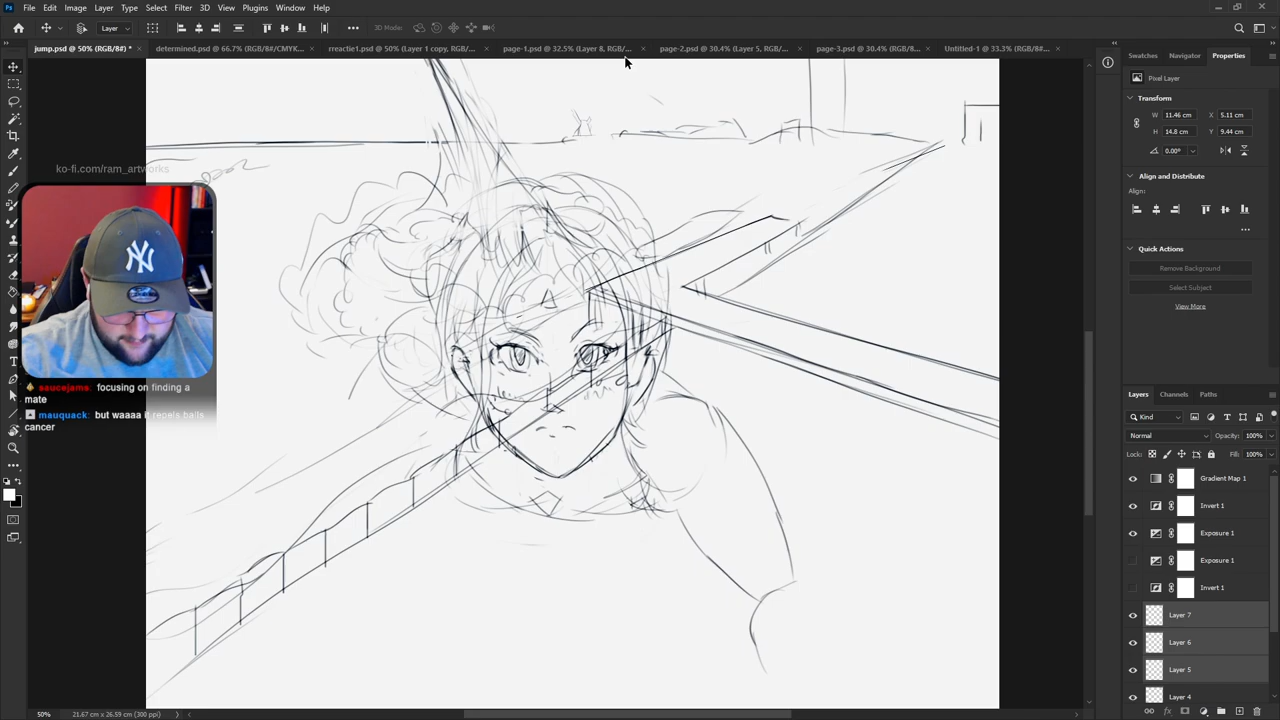 File Edit Image Layer Type Select Filter 3D View Plugins Window Help
Layer 3D Mode:
jump.psd @ 50% (RGB/8#) * × determined.psd @ 66.7% (RGB/8/CMYK... × rreactie1.psd @ 50% (Layer 1 copy, RGB/... × page-1.psd @ 32.5% (Layer 8, RGB/... × page-2.psd @ 30.4% (Layer 5, RGB/... × page-3.psd @ 30.4% (RGB/8... × Untitled-1 @ 33.3% (RGB/8#... ×
Swatches Navigator Properties
Pixel Layer
Transform
W 11.46 cm X 5.11 cm
H 14.8 cm Y 9.44 cm
0.00°
Align and Distribute
Align:
Quick Actions
Remove Background
Select Subject
View More
Layers Channels Paths
Kind
Normal Opacity: 100%
Lock: Fill: 100%
Gradient Map 1
Invert 1
Exposure 1
Exposure 1
Invert 1
Layer 7
Layer 6
Layer 5
Layer 4
ko-fi.com/ram_artworks
NY
saucejams: focusing on finding a
mate
mauquack: but waaaa it repels balls
cancer
50% 21.67 cm x 26.59 cm (300 ppi)